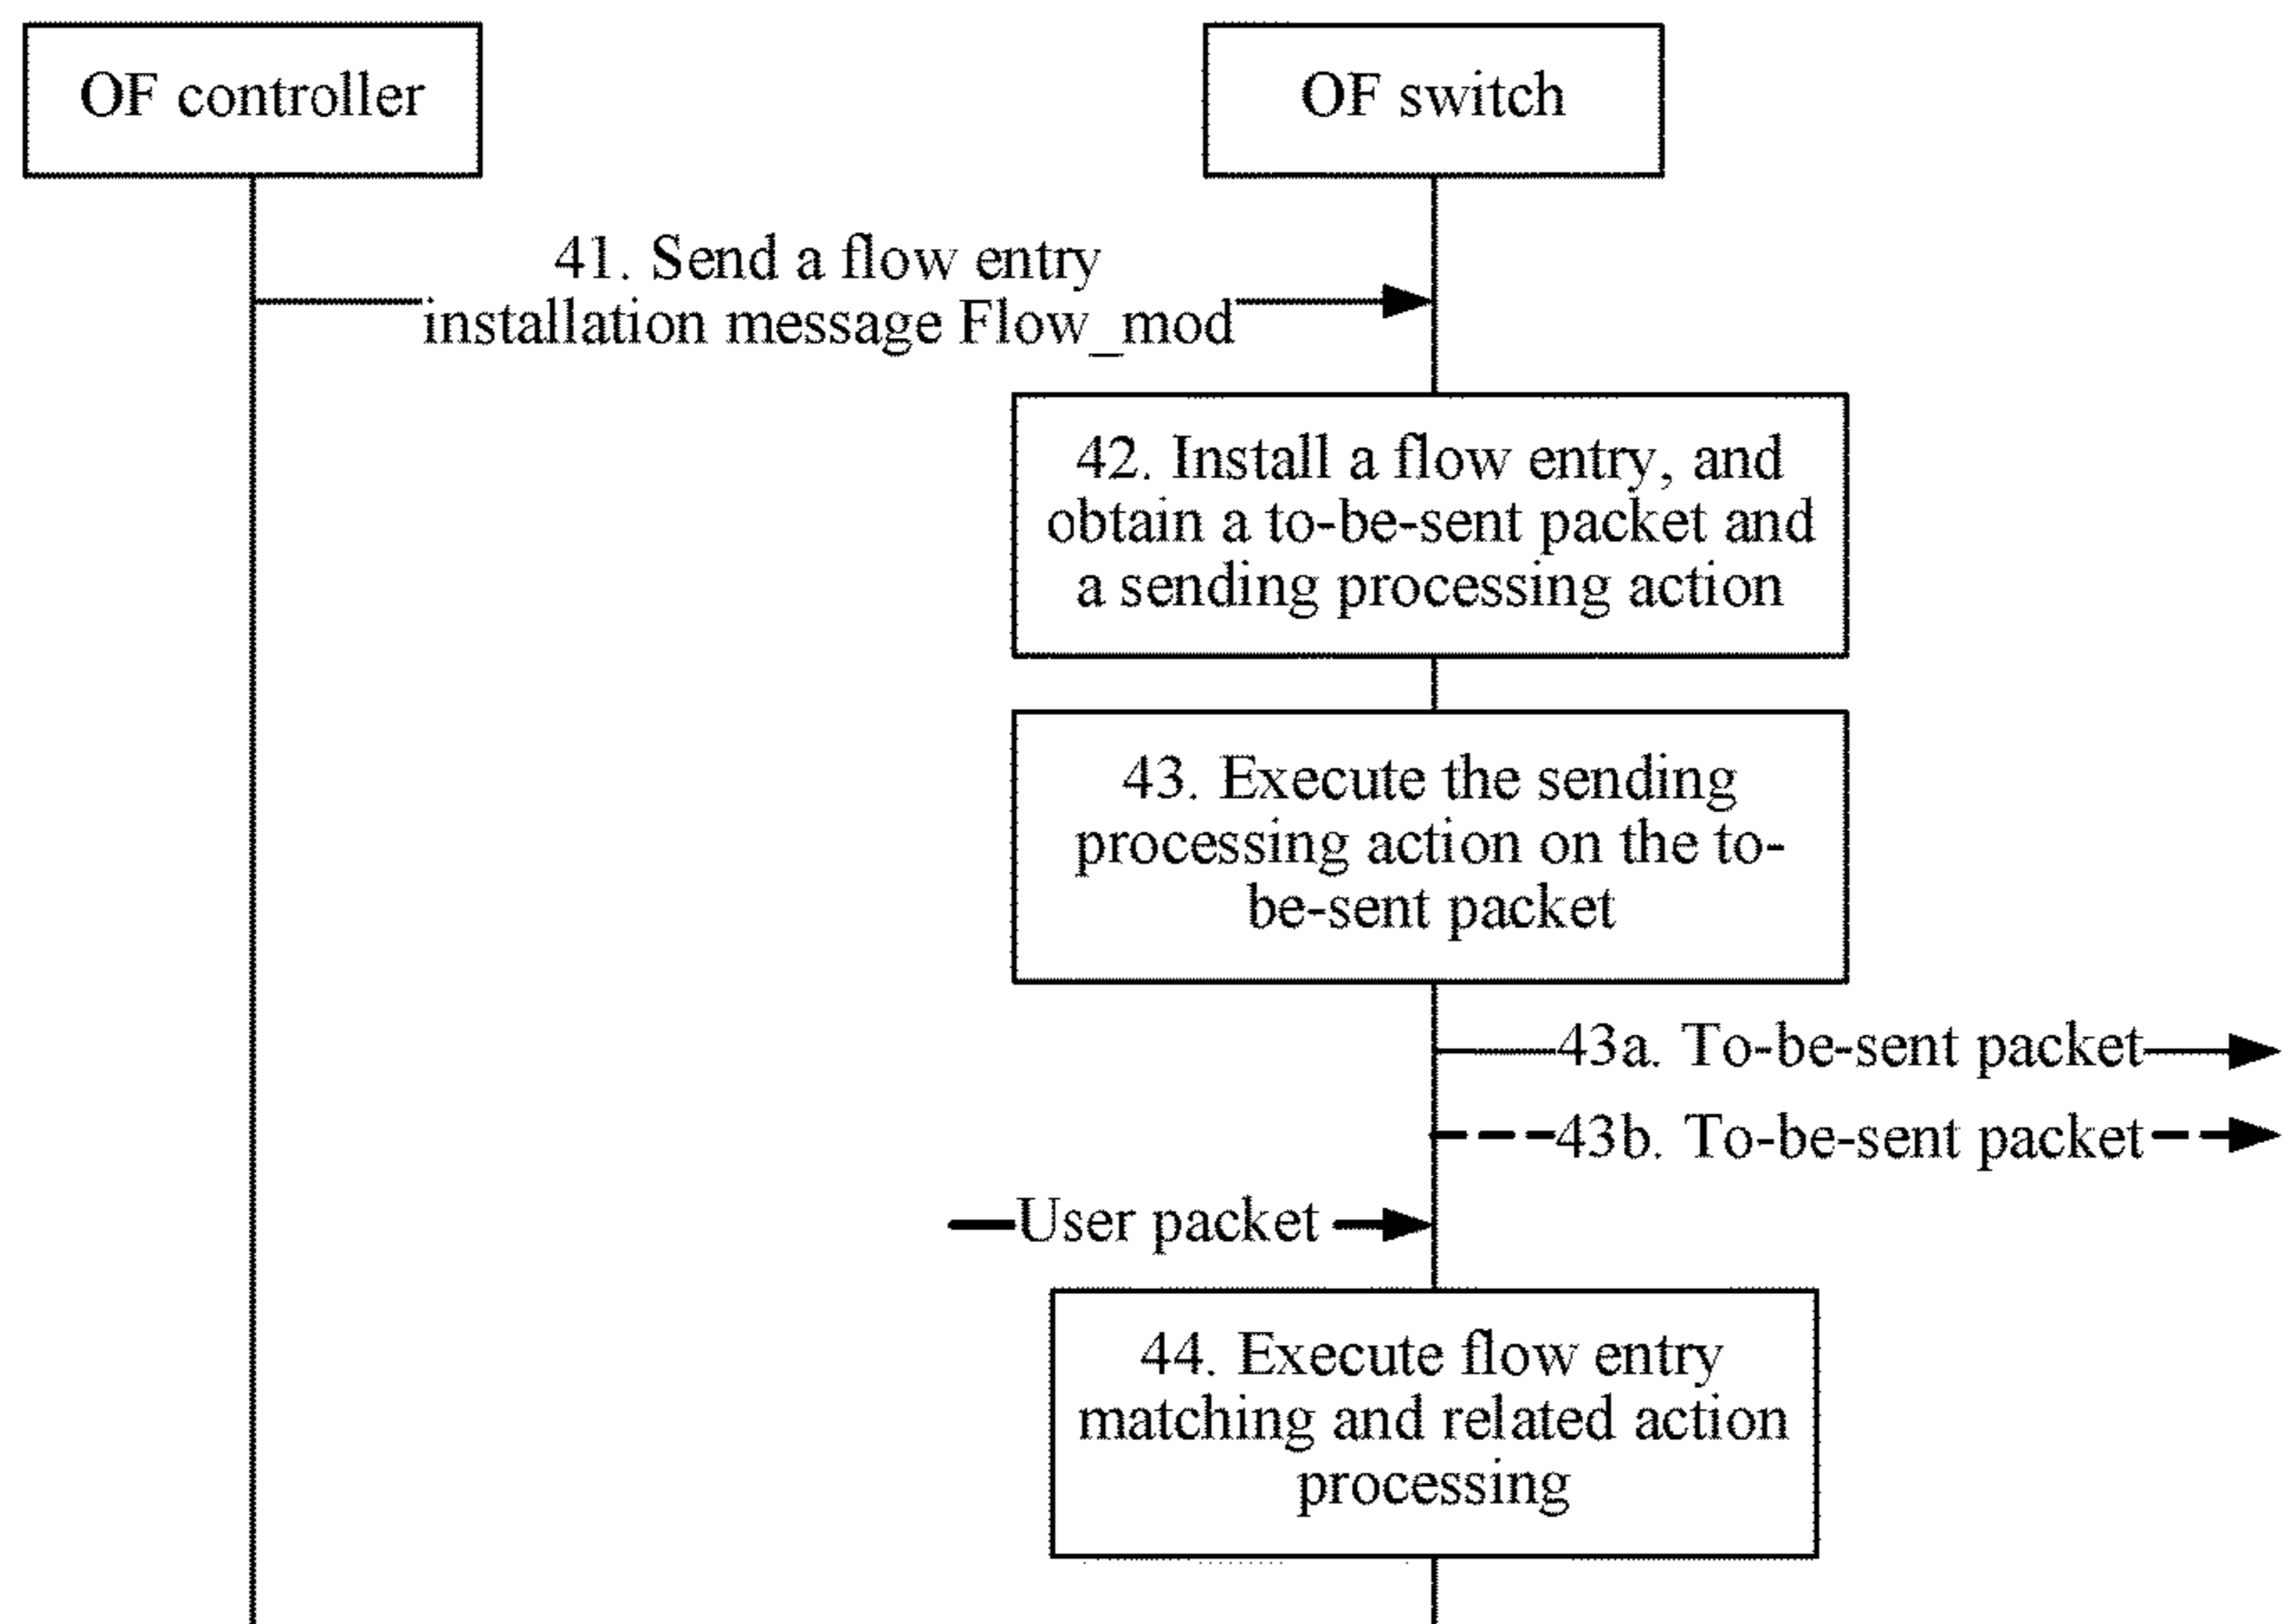 OF controller
OF switch
41. Send a flow entry
installation message Flow_mod
42. Install a flow entry, and
obtain a to-be-sent packet and
a sending processing action
43. Execute the sending
processing action on the to-
be-sent packet
43a. To-be-sent packet
43b. To-be-sent packet
User packet
44. Execute flow entry
matching and related action
processing